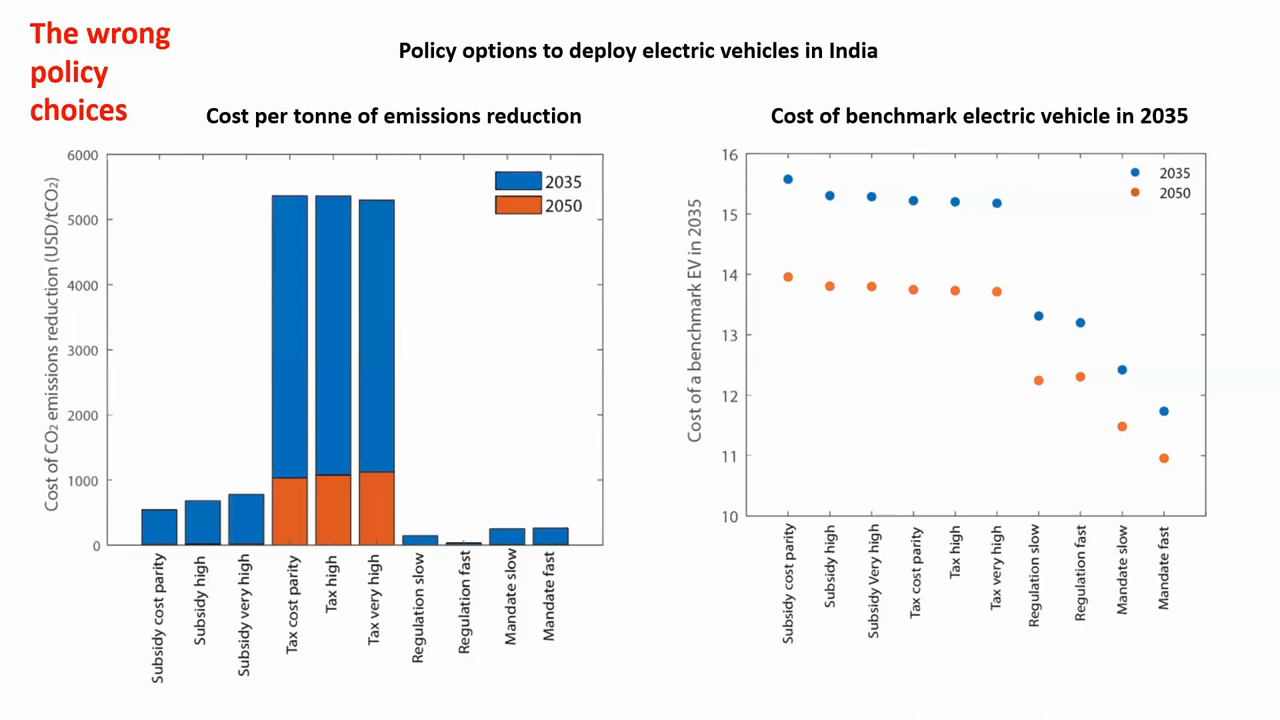 The wrong
policy
choices
Policy options to deploy electric vehicles in India
Cost per tonne of emissions reduction
Cost of CO2 emissions reduction (USD/tCO2)
6000
5000
4000
3000
2000
1000
0
2035
2050
Subsidy cost parity
Subsidy high
Subsidy very high
Tax cost parity
Tax high
Tax very high
Regulation slow
Regulation fast
Mandate slow
Mandate fast
Cost of benchmark electric vehicle in 2035
Cost of a benchmark EV in 2035
16
15
14
13
12
11
10
2035
2050
Subsidy cost parity
Subsidy high
Subsidy Very high
Tax cost parity
Tax high
Tax very high
Regulation slow
Regulation fast
Mandate slow
Mandate fast